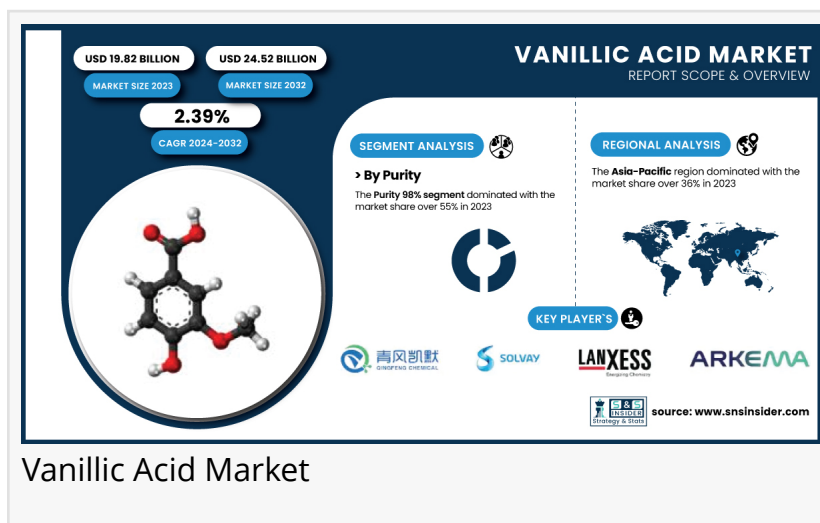 USD 19.82 BILLION
MARKET SIZE 2023
USD 24.52 BILLION
MARKET SIZE 2032
2.39%
CAGR 2024-2032
VANILLIC ACID MARKET
REPORT SCOPE & OVERVIEW
SEGMENT ANALYSIS
> By Purity
The Purity 98% segment dominated with the
market share over 55% in 2023
REGIONAL ANALYSIS
The Asia-Pacific region dominated with the
market share over 36% in 2023
KEY PLAYER`S
青风凯默
QINGFENG CHEMICAL
SOLVAY
LANXESS
Energizing Chemistry
ARKEMA
S&S
INSIDER
Strategy & Stats
source: www.snsinsider.com
Vanillic Acid Market